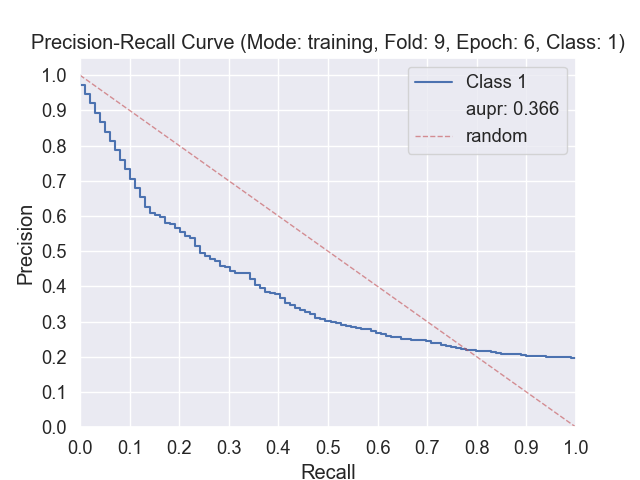 Precision-Recall Curve (Mode: training, Fold: 9, Epoch: 6, Class: 1)
1.0
0.9
0.8
0.7
0.6
0.5
0.4
0.3
0.2
0.1
0.0
Precision
Class 1
aupr: 0.366
random
0.0 0.1 0.2 0.3 0.4 0.5 0.6 0.7 0.8 0.9 1.0
Recall